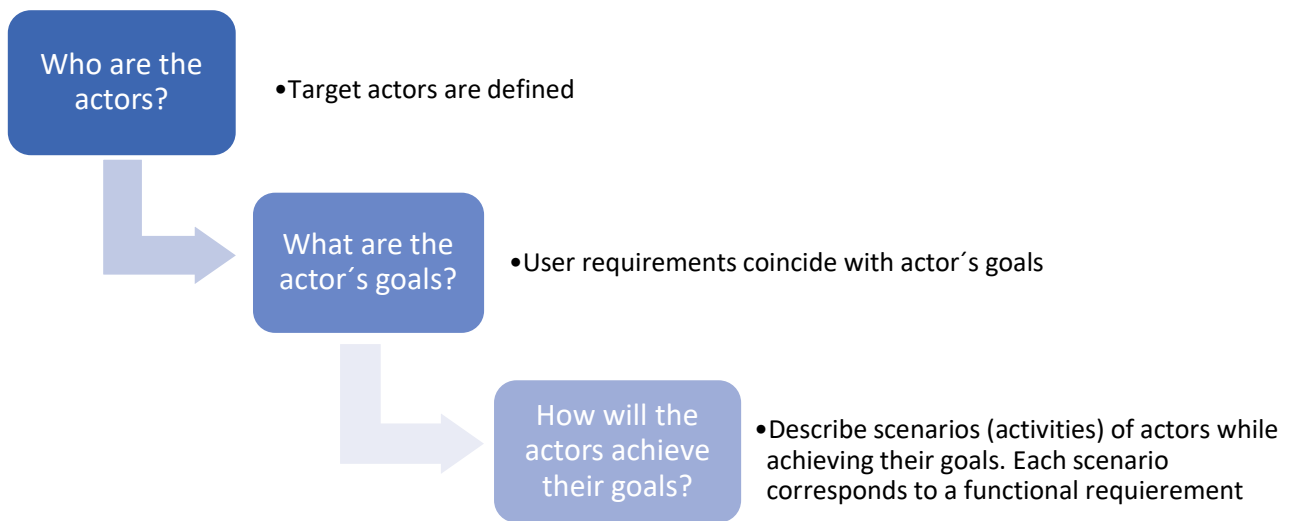 Who are the
actors?
•Target actors are defined
What are the
actor´s goals?
•User requirements coincide with actor´s goals
How will the
actors achieve
their goals?
•Describe scenarios (activities) of actors while
achieving their goals. Each scenario
corresponds to a functional requierement